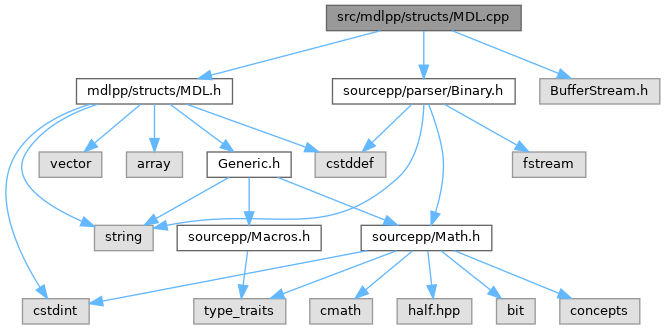 src/mdlpp/structs/MDL.cpp
mdlpp/structs/MDL.h
sourcepp/parser/Binary.h
BufferStream.h
vector
array
Generic.h
cstddef
fstream
string
sourcepp/Macros.h
sourcepp/Math.h
cstdint
type_traits
cmath
half.hpp
bit
concepts